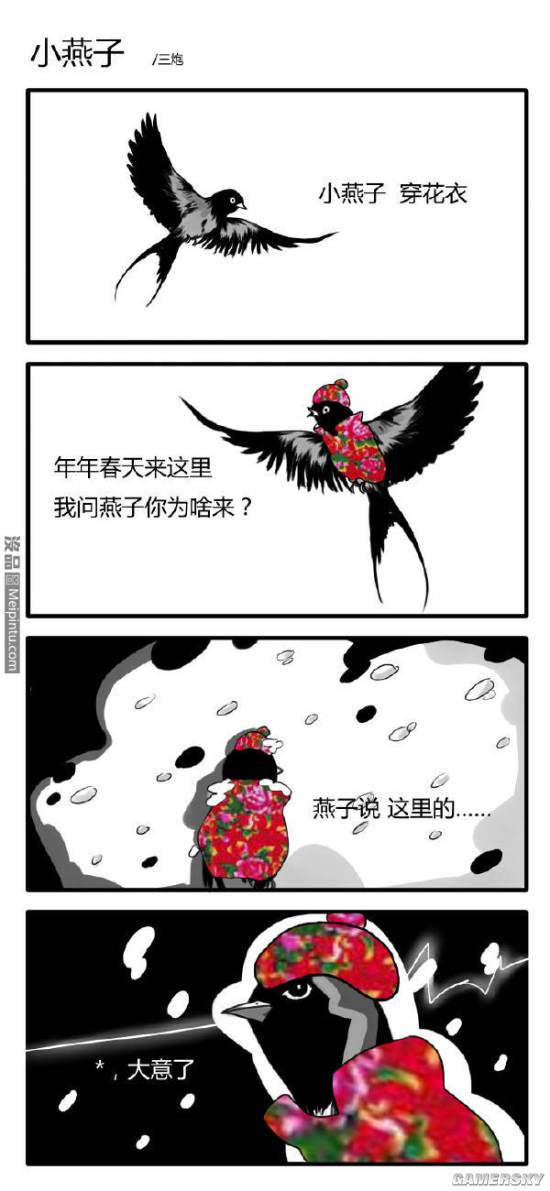 小燕子 /三炮
小燕子 穿花衣
年年春天来这里
我问燕子你为啥来？
燕子说 这里的......
*，大意了
没品图 Meipintu.com
GAMERSKY